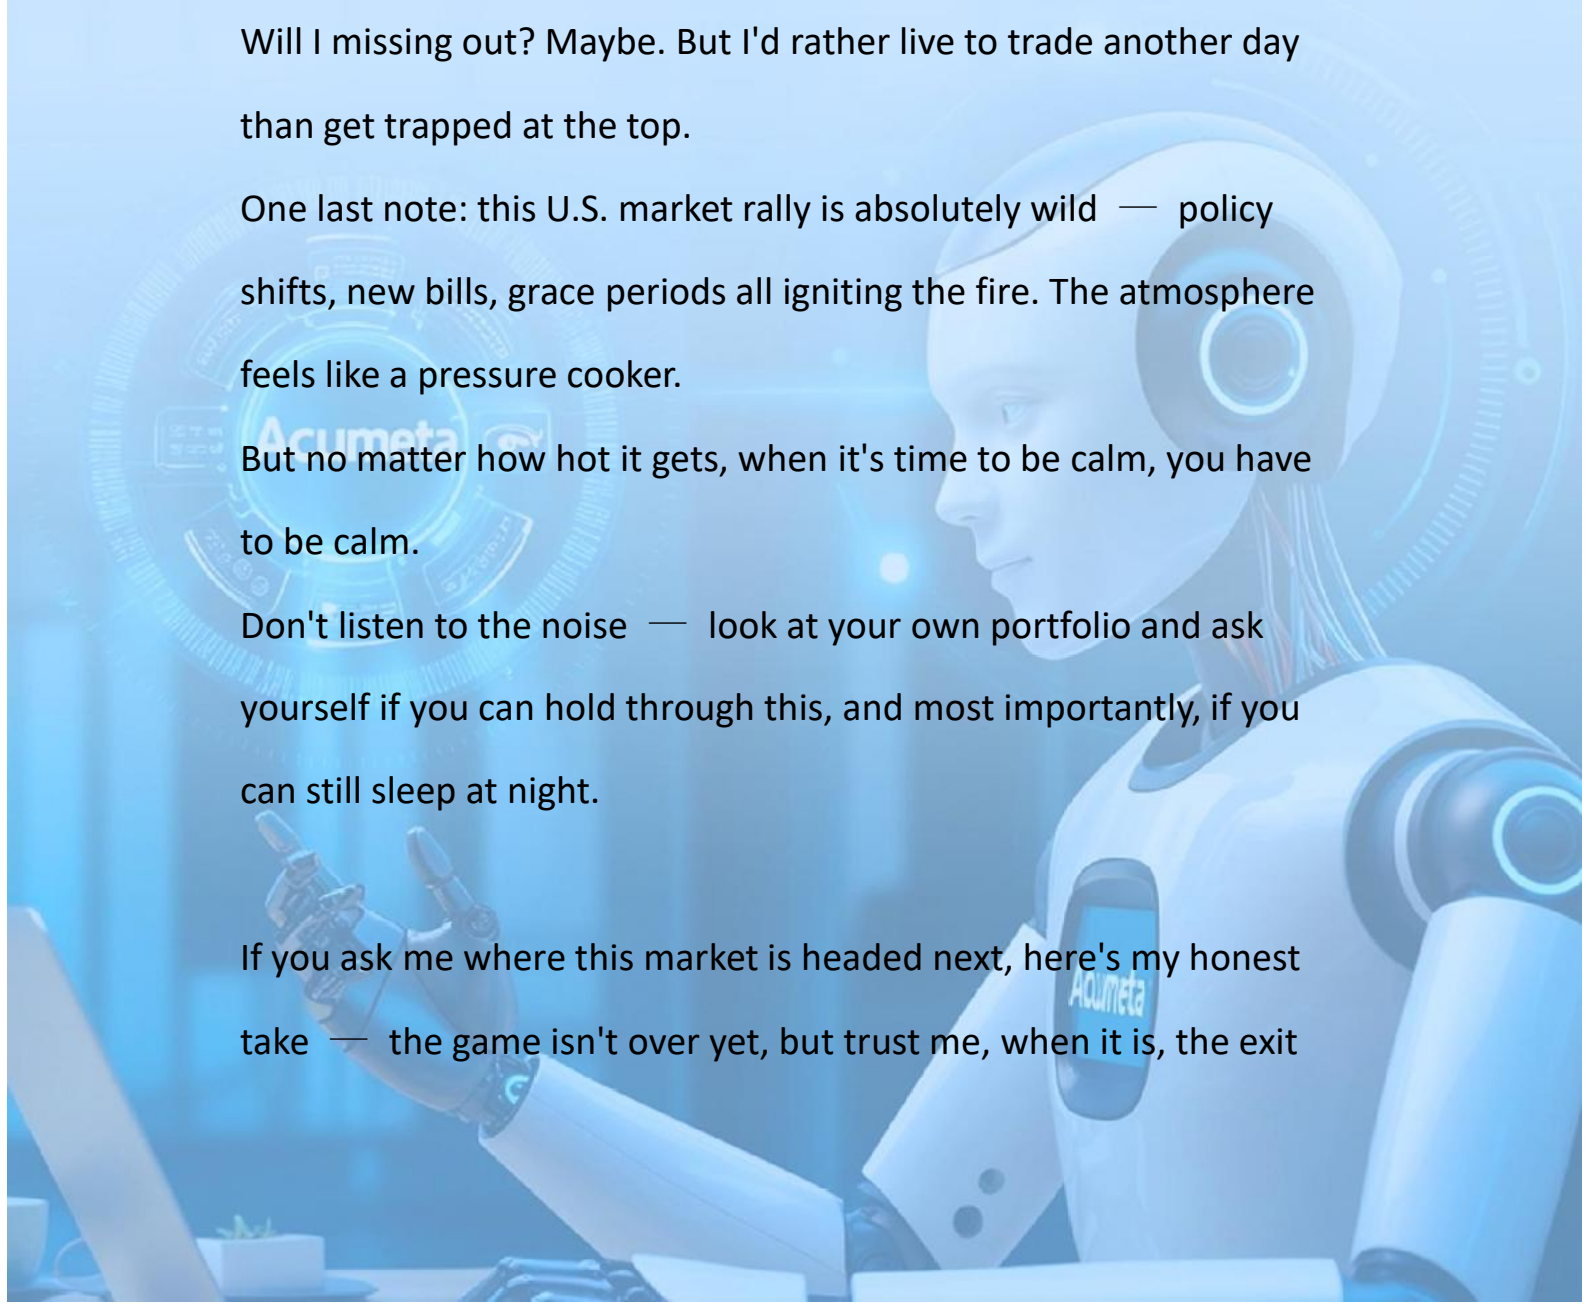 Will I missing out? Maybe. But I'd rather live to trade another day
than get trapped at the top.
One last note: this U.S. market rally is absolutely wild — policy
shifts, new bills, grace periods all igniting the fire. The atmosphere
feels like a pressure cooker.
Acumeta
But no matter how hot it gets, when it's time to be calm, you have
to be calm.
Don't listen to the noise — look at your own portfolio and ask
yourself if you can hold through this, and most importantly, if you
can still sleep at night.
If you ask me where this market is headed next, here's my honest
Acumeta
take — the game isn't over yet, but trust me, when it is, the exit